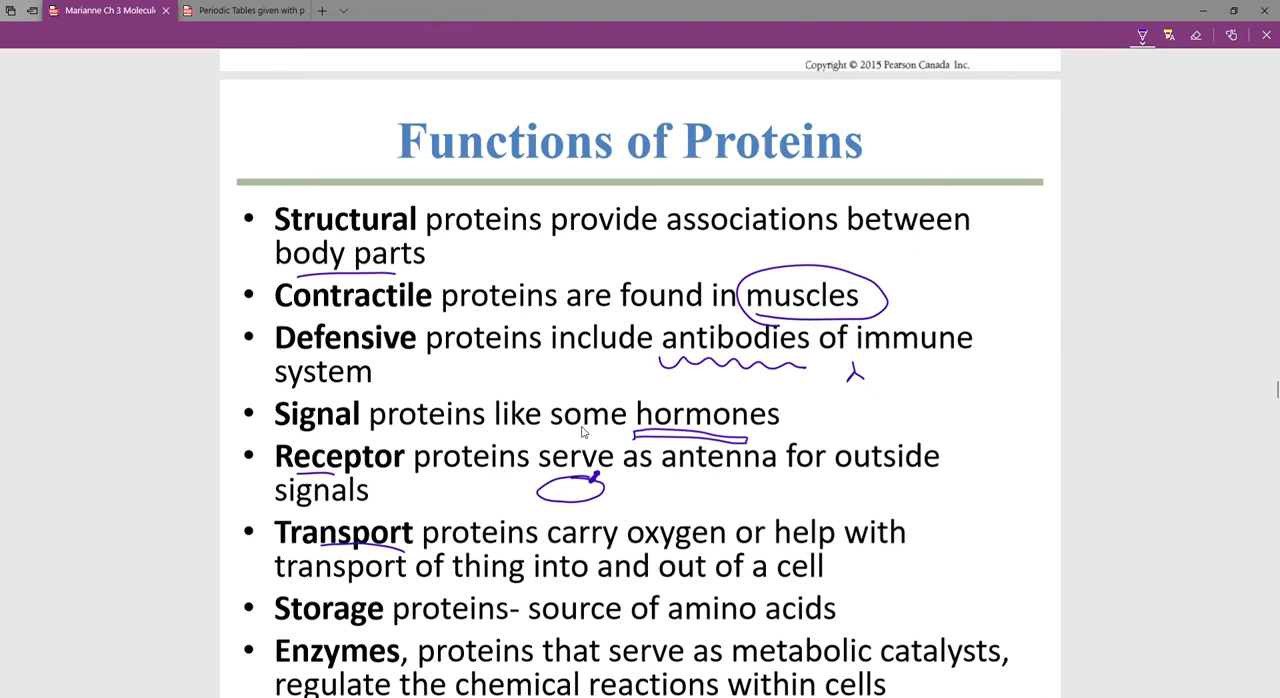 Marianne Ch 3 Molecule
Periodic Tables given with p
Copyright © 2015 Pearson Canada Inc.
Functions of Proteins
• Structural proteins provide associations between
body parts
• Contractile proteins are found in muscles
• Defensive proteins include antibodies of immune
system
• Signal proteins like some hormones
• Receptor proteins serve as antenna for outside
signals
• Transport proteins carry oxygen or help with
transport of thing into and out of a cell
• Storage proteins- source of amino acids
• Enzymes, proteins that serve as metabolic catalysts,
regulate the chemical reactions within cells